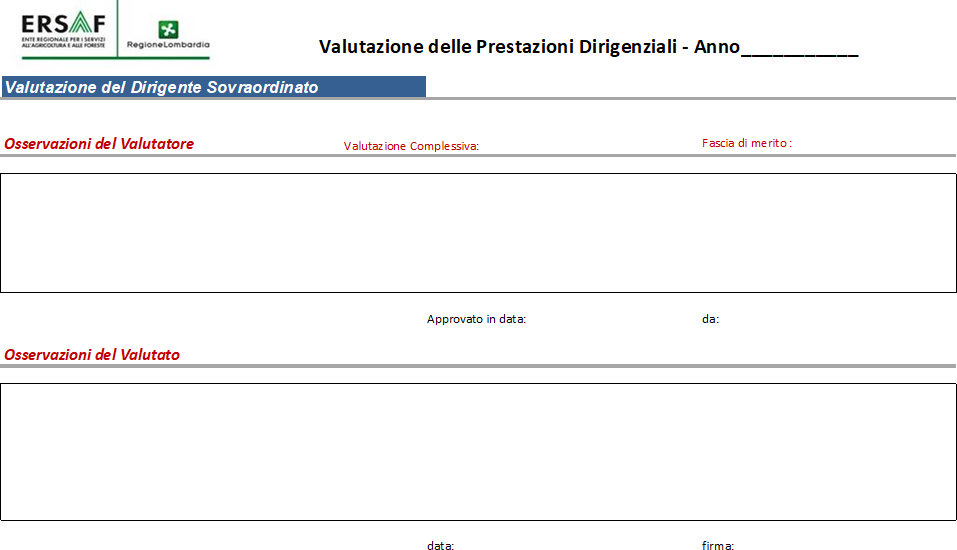 ERSAF
ENTE REGIONALE PER I SERVIZI
ALL'AGRICOLTURA E ALLE FORESTE
RegioneLombardia
Valutazione delle Prestazioni Dirigenziali - Anno___________
Valutazione del Dirigente Sovraordinato
Osservazioni del Valutatore
Valutazione Complessiva:
Fascia di merito :
Approvato in data:
da:
Osservazioni del Valutato
data:
firma: